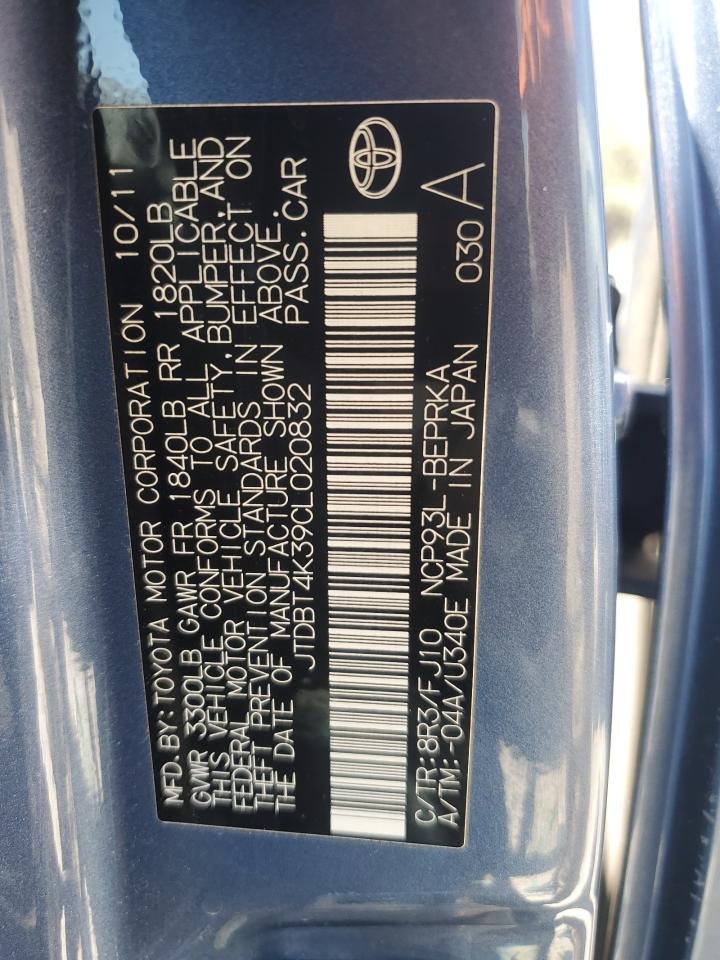 MFD.BY:TOYOTA MOTOR CORPORATION 10/11
GVWR 3300LB GAWR FR 1840LB RR 1820LB
THIS VEHICLE CONFORMS TO ALL APPLICABLE
FEDERAL MOTOR VEHICLE SAFETY,BUMPER,AND
THEFT PREVENTION STANDARDS IN EFFECT ON
THE DATE OF MANUFACTURE SHOWN ABOVE.
JTDBT4K39CL020832 PASS.CAR
C/TR:8R3/FJ10 NCP93L-BEPRKA 030 A
A/TM:-04A/U340E MADE IN JAPAN